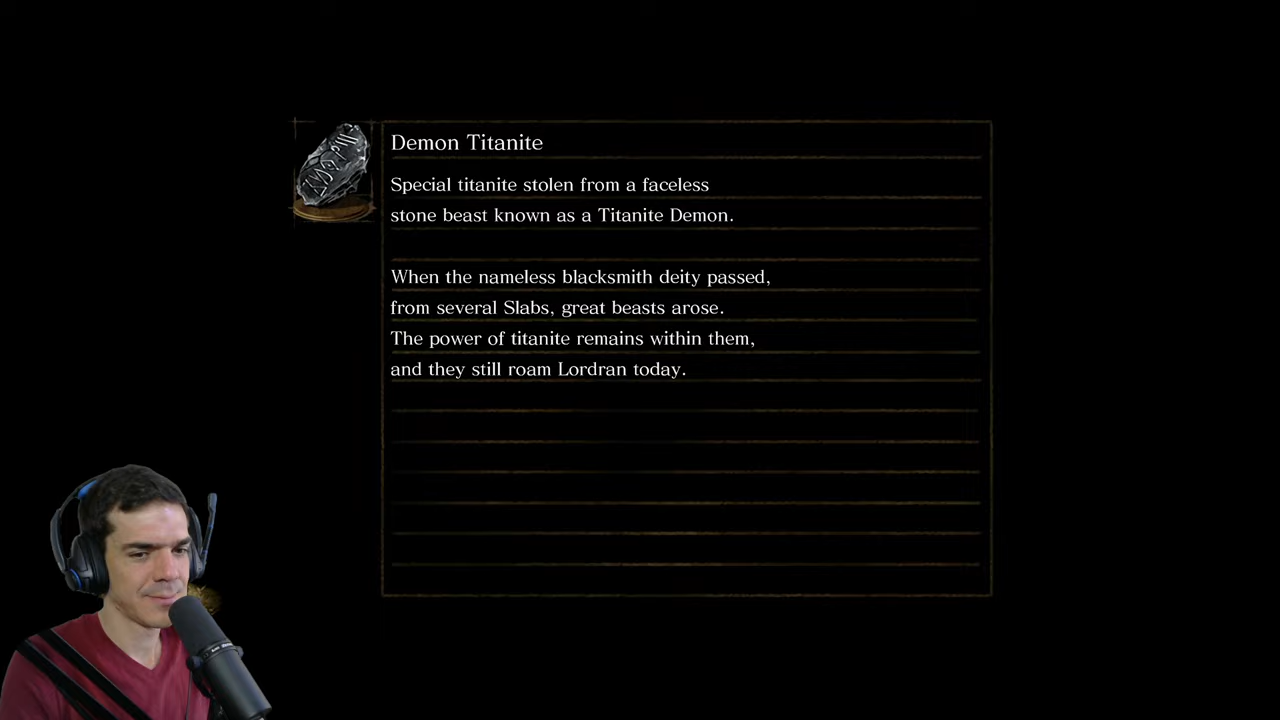 Demon Titanite
Special titanite stolen from a faceless
stone beast known as a Titanite Demon.
When the nameless blacksmith deity passed,
from several Slabs, great beasts arose.
The power of titanite remains within them,
and they still roam Lordran today.